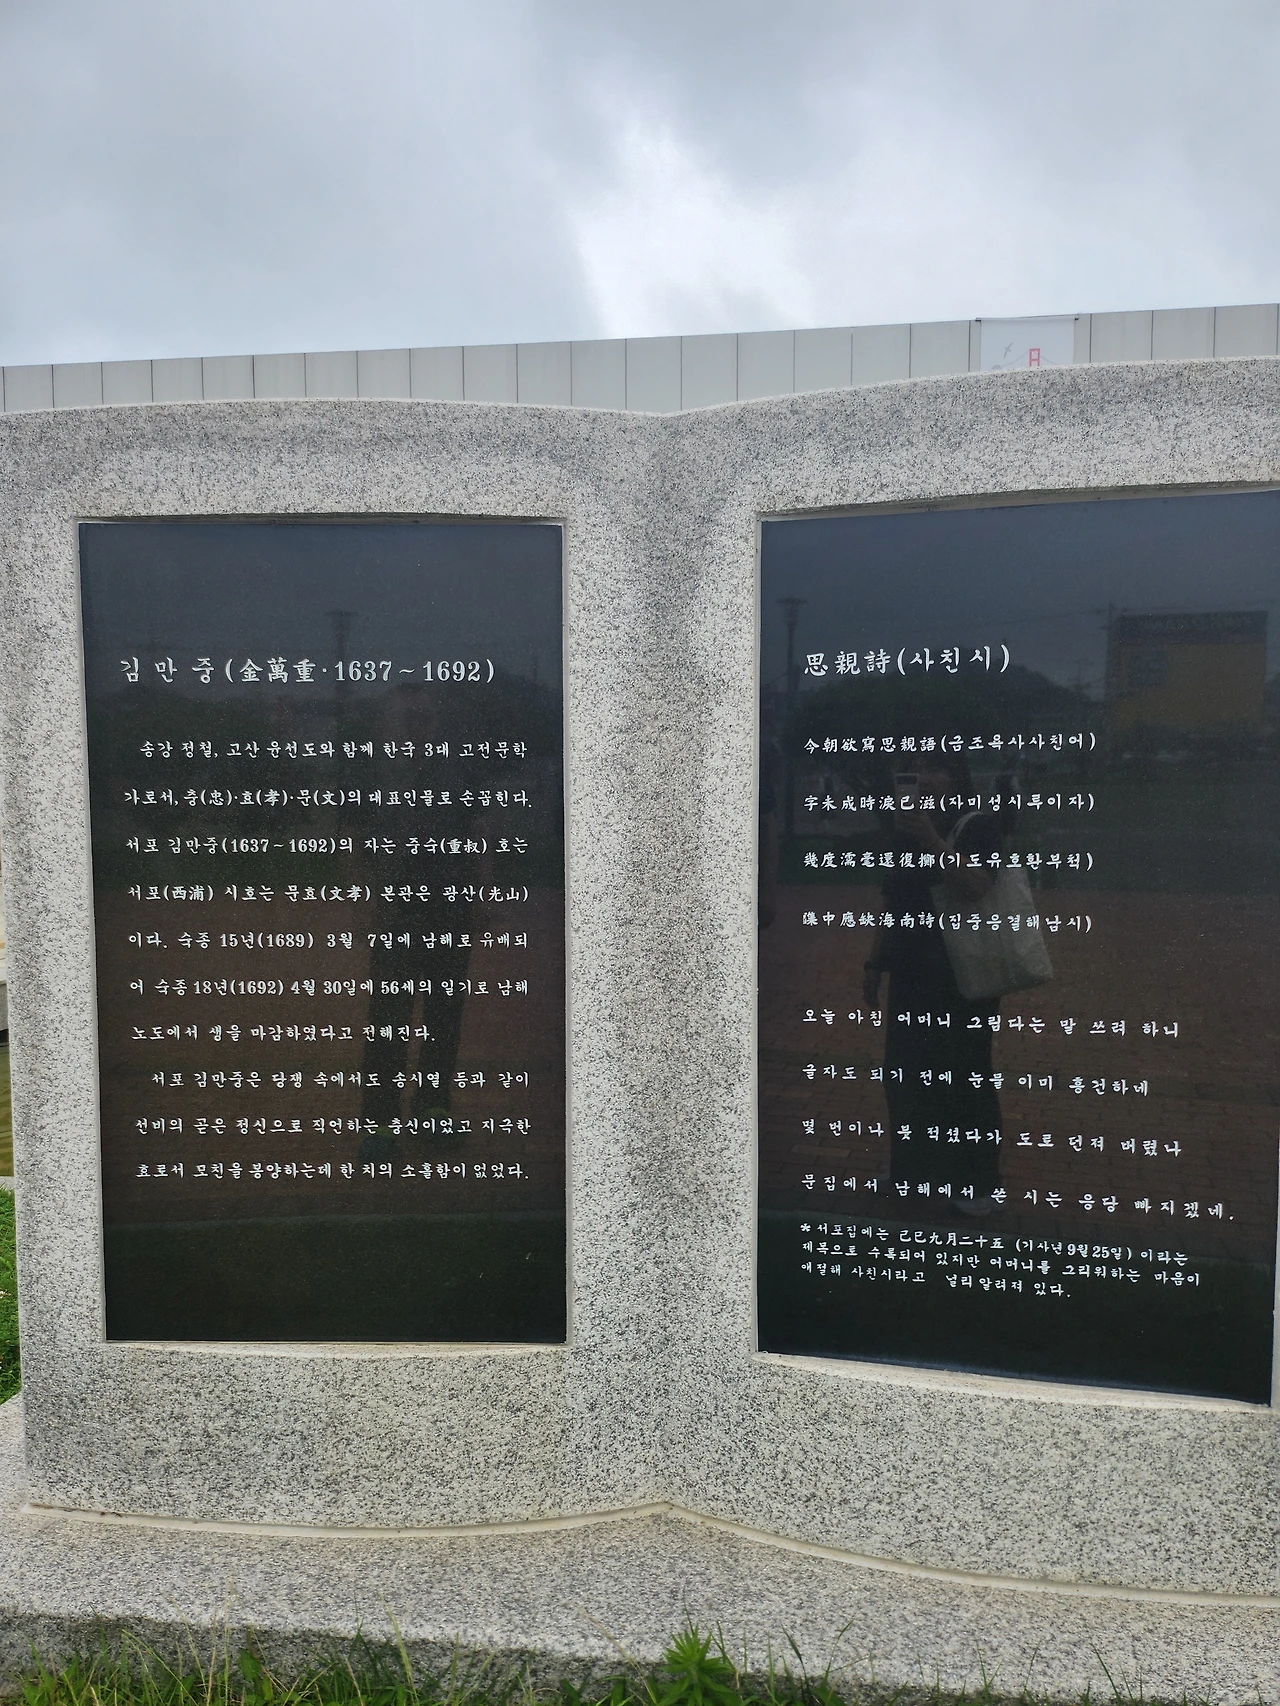 김 만 중 (金萬重·1637~1692)
송강 정철, 고산 윤선도와 함께 한국 3대 고전문학
가로서, 충(忠)·효(孝)·문(文)의 대표인물로 손꼽힌다.
서포 김만중(1637~1692)의 자는 중숙(重叔) 호는
서포(西浦) 시호는 문효(文孝) 본관은 광산(光山)
이다. 숙종 15년(1689) 3월 7일에 남해로 유배되
어 숙종 18년(1692) 4월 30일에 56세의 일기로 남해
노도에서 생을 마감하였다고 전해진다.
서포 김만중은 당쟁 속에서도 송시열 등과 같이
선비의 곧은 정신으로 직언하는 충신이었고 지극한
효로서 모친을 봉양하는데 한 치의 소홀함이 없었다.
思親詩(사친시)
今朝欲寫思親語(금조욕사사친어)
字未成時淚已滋(자미성시루이자)
幾度濡毫還復擲(기도유호환부척)
集中應缺海南詩(집중응결해남시)
오늘 아침 어머니 그립다는 말 쓰려 하니
글자도 되기 전에 눈물 이미 흥건하네
몇 번이나 붓 적셨다가 도로 던져 버렸나
문집에서 남해에서 쓴 시는 응당 빠지겠네.
*서포집에는 己巳九月二十五 (기사년9월25일) 이라는
제목으로 수록되어 있지만 어머니를 그리워하는 마음이
애절해 사친시라고 널리 알려져 있다.